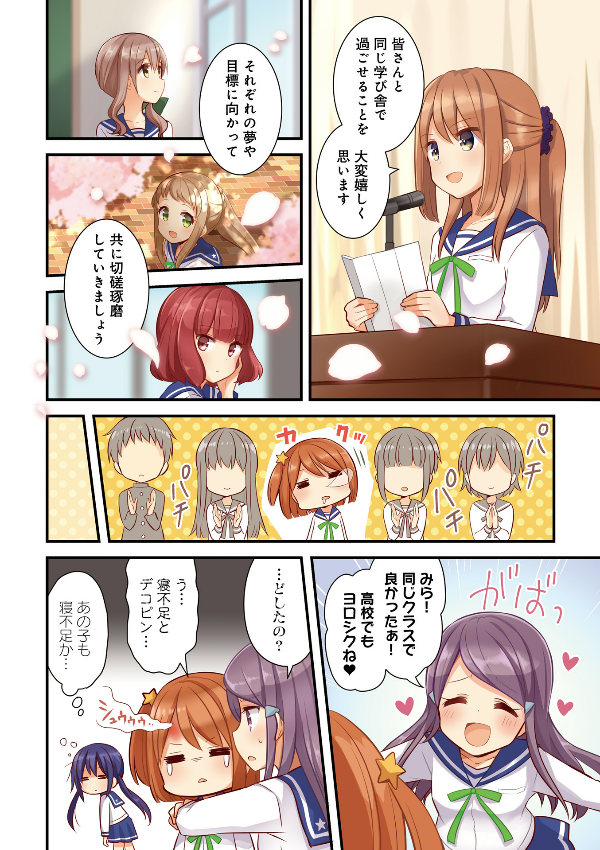 皆さんと
同じ学び舎で
過ごせることを
大変嬉しく
思います
それぞれの夢や
目標に向かって
共に切磋琢磨
していきましょう
パチ
パチ
カクッ
パチ
がばっ
みら！
同じクラスで
良かったぁ！
高校でも
ヨロシクね♥
…どしたの？
う…
寝不足と
デコピン…
シュウゥゥ…
あの子も
寝不足か…